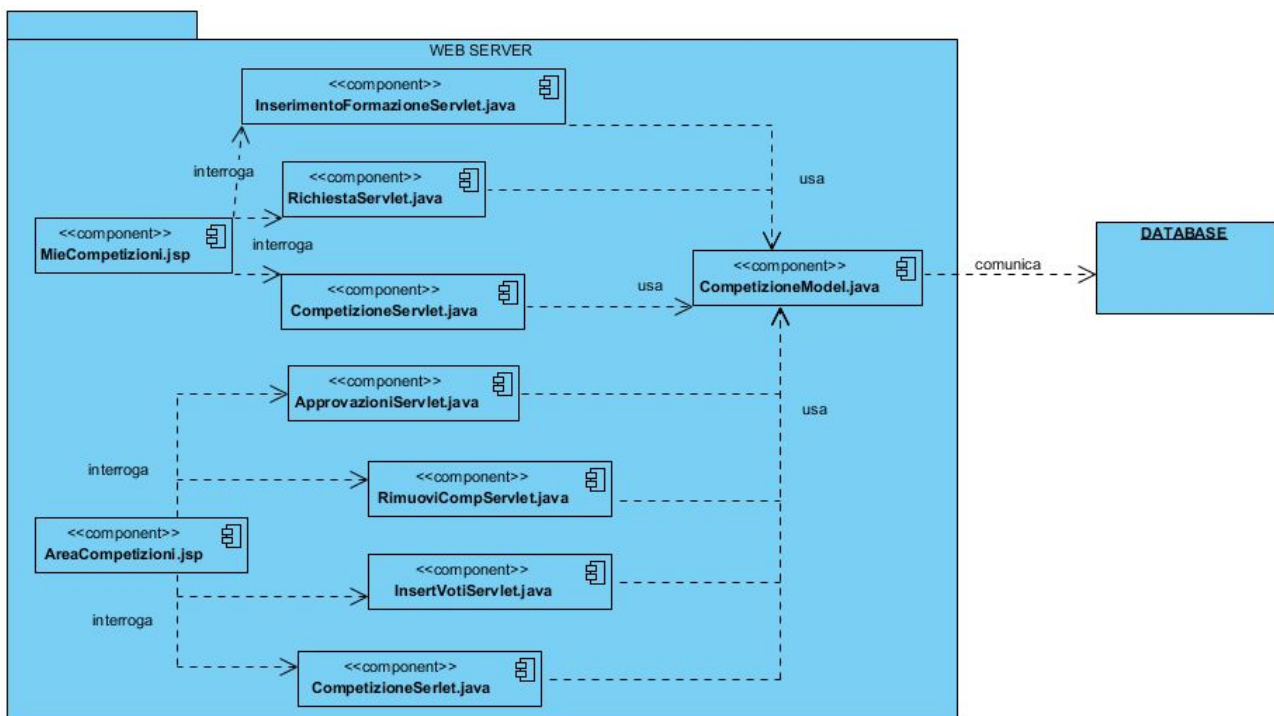 WEB SERVER
<<component>>
InserimentoFormazioneServlet.java
interroga
usa
<<component>>
RichiestaServlet.java
<<component>>
MieCompetizioni.jsp
interroga
DATABASE
<<component>>
CompetizioneModel.java
comunica
<<component>>
CompetizioneServlet.java
usa
<<component>>
ApprovazioniServlet.java
usa
interroga
<<component>>
RimuoviCompServlet.java
<<component>>
AreaCompetizioni.jsp
<<component>>
InsertVotiServlet.java
interroga
<<component>>
CompetizioneSerlet.java